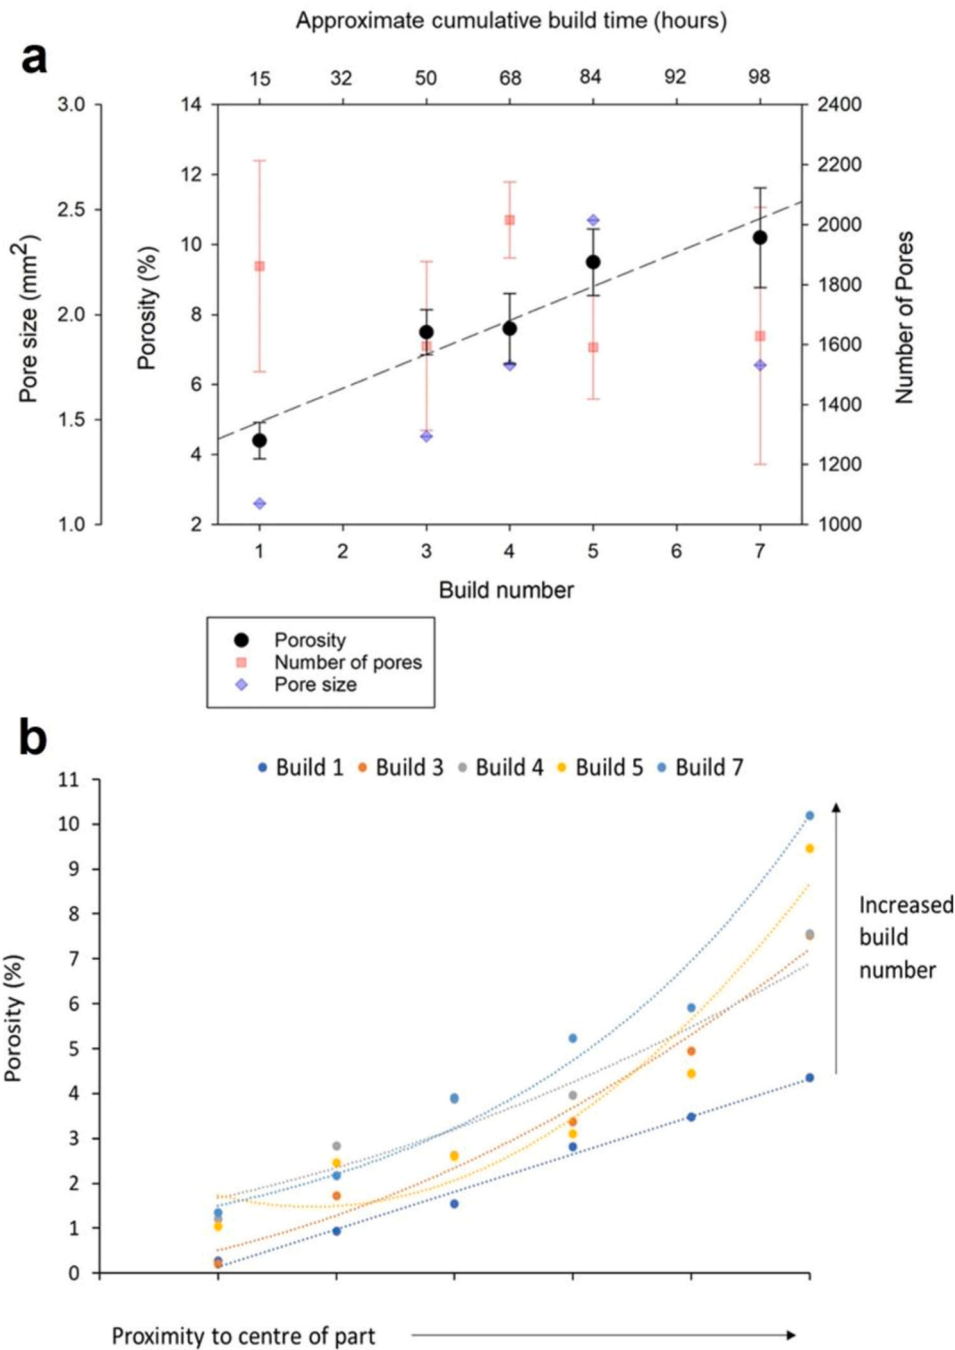 Approximate cumulative build time (hours)
a
15 32 50 68 84 92 98
3.0 14 2400
12 2200
2.5 2000
10
2.0 8 1800
1600
6
1.5 1400
4 1200
1.0 2 1000
Pore size (mm2)
Porosity (%)
Number of Pores
1 2 3 4 5 6 7
Build number
Porosity
Number of pores
Pore size
b
Build 1 Build 3 Build 4 Build 5 Build 7
11
10
9
8
7
6
5
4
3
2
1
0
Porosity (%)
Increased
build
number
Proximity to centre of part